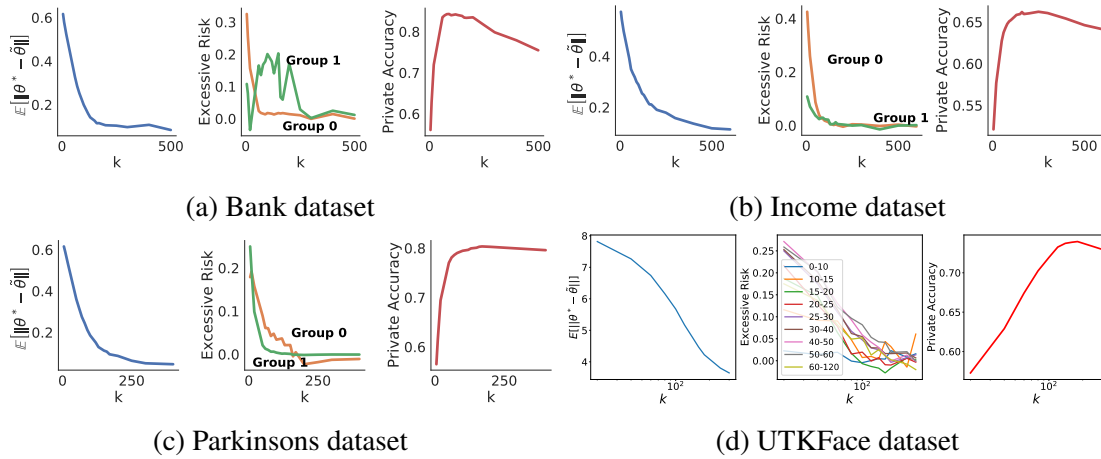 0.6
0.4
0.2
𝔼[‖θ* − θ̃‖]
0 250 500
k
0.3
0.2
0.1
0.0
Excessive Risk
Group 1
Group 0
0 250 500
k
0.8
0.7
0.6
Private Accuracy
0 250 500
k
0.4
0.2
𝔼[‖θ* − θ̃‖]
0 500
k
0.4
0.2
0.0
Excessive Risk
Group 0
Group 1
0 500
k
0.65
0.60
0.55
Private Accuracy
0 500
k
(a) Bank dataset
(b) Income dataset
0.6
0.4
0.2
𝔼[‖θ* − θ̃‖]
0 250
k
0.2
0.1
0.0
Excessive Risk
Group 0
Group 1
0 250
k
0.8
0.7
0.6
Private Accuracy
0 250
k
8
7
6
5
4
E[||θ* − θ̃||]
10²
k
0.25
0.20
0.15
0.10
0.05
0.00
Excessive Risk
0-10
10-15
15-20
20-25
25-30
30-40
40-50
50-60
60-120
10²
k
0.70
0.65
0.60
Private Accuracy
10²
k
(c) Parkinsons dataset
(d) UTKFace dataset